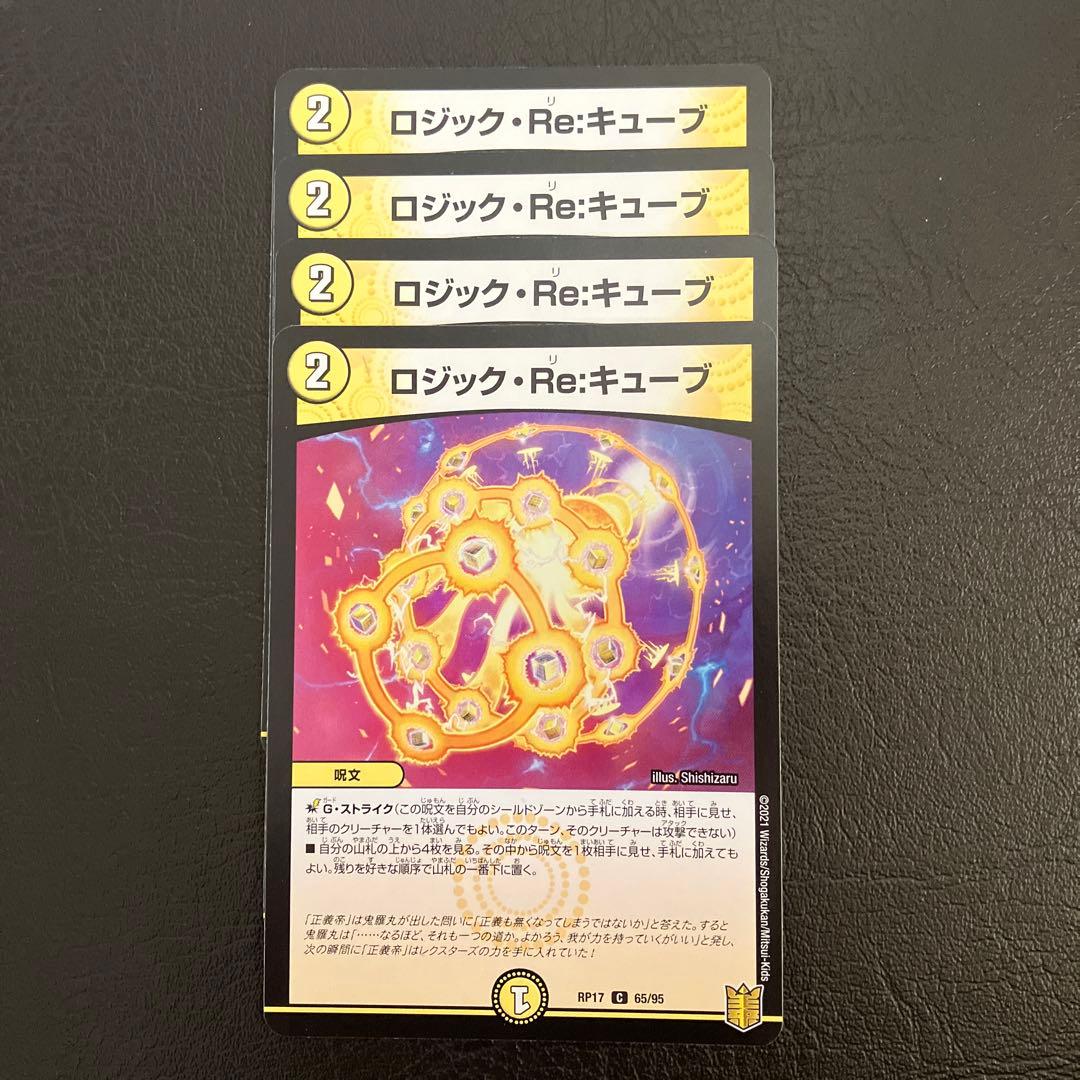 2 ロジック・Re:キューブ
2 ロジック・Re:キューブ
2 ロジック・Re:キューブ
2 ロジック・Re:キューブ
呪文
illus. Shishizaru
G・ストライク(この呪文を自分のシールドゾーンから手札に加える時、相手に見せ、
相手のクリーチャーを1体選んでもよい。このターン、そのクリーチャーは攻撃できない)
■自分の山札の上から4枚を見る。その中から呪文を1枚相手に見せ、手札に加えても
よい。残りを好きな順序で山札の一番下に置く。
「正義帝」は鬼羅丸が出した問いに「正義も無くなってしまうではないか」と答えた。すると
鬼羅丸は「……なるほど、それも一つの道か。よかろう、我が力を持っていくがいい」と発し、
次の瞬間に「正義帝」はレクスターズの力を手に入れていた!
©2021 Wizards/Shogakukan/Mitsui-Kids
1
RP17 C 65/95